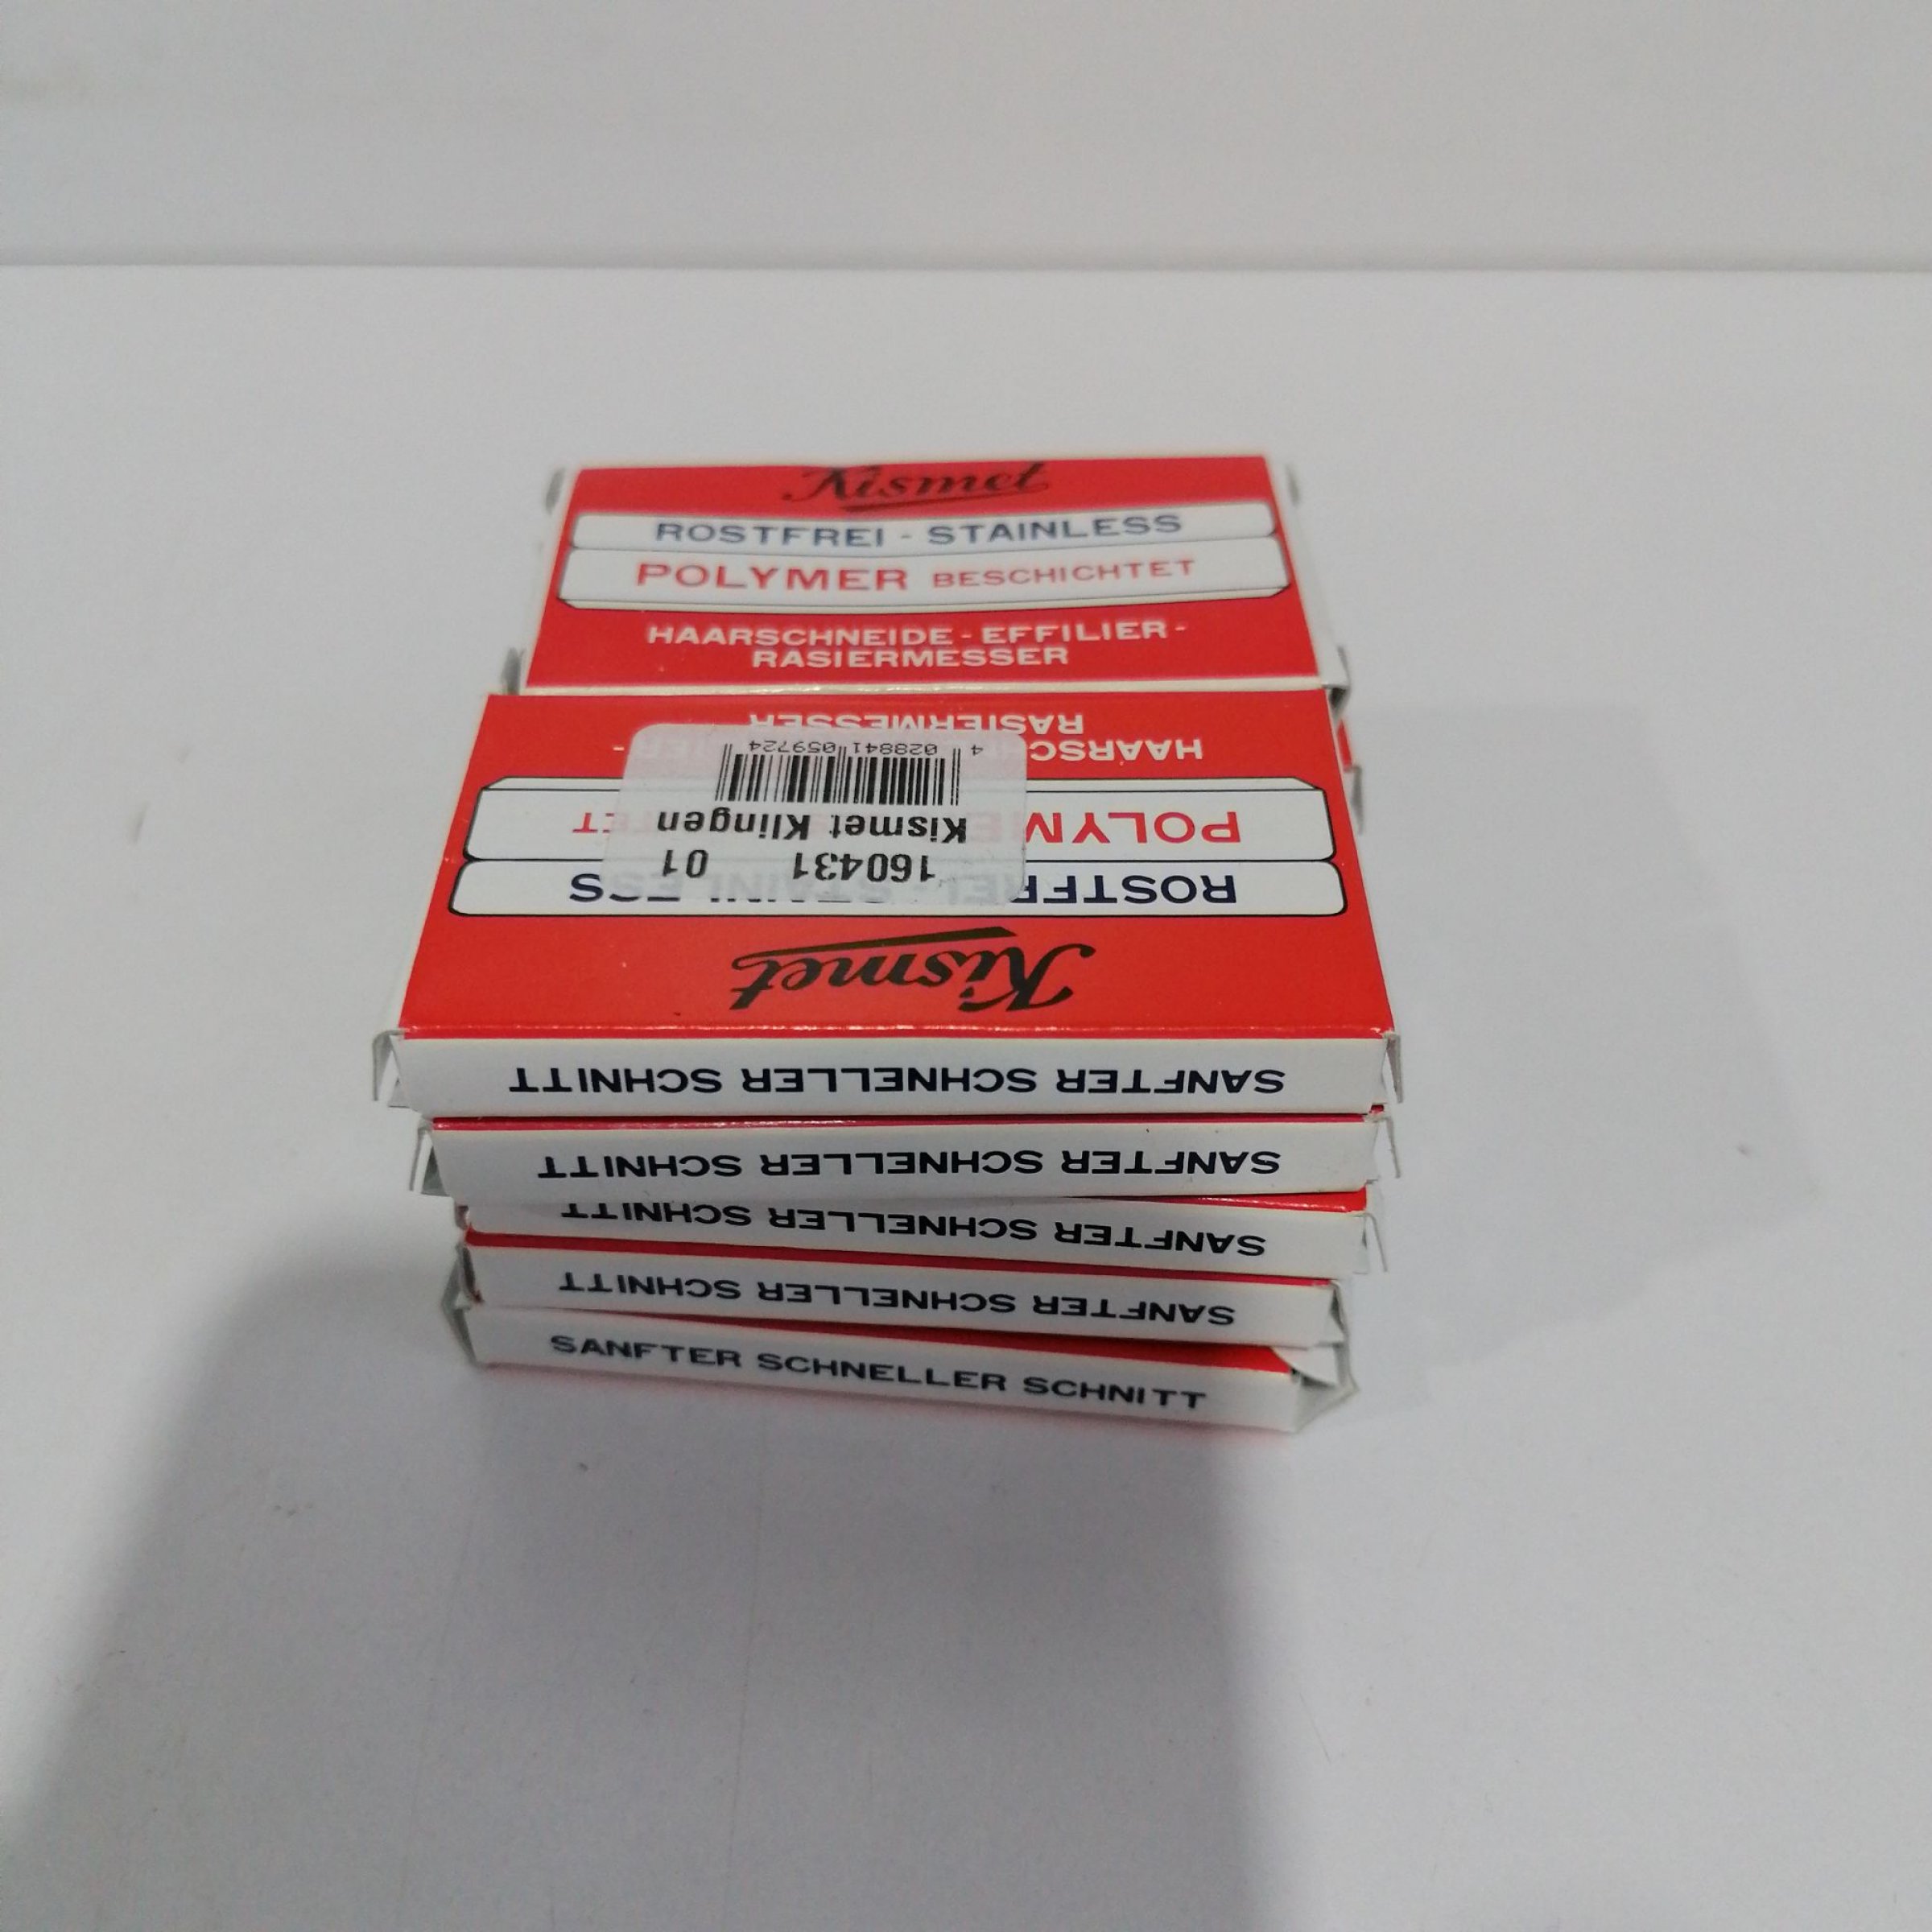 Kismet
ROSTFREI - STAINLESS
POLYMER BESCHICHTET
HAARSCHNEIDE - EFFILIER -
RASIERMESSER
Kismet
160431 01
Kismet Klingen
4 028841 059724
SANFTER SCHNELLER SCHNITT
SANFTER SCHNELLER SCHNITT
SANFTER SCHNELLER SCHNITT
SANFTER SCHNELLER SCHNITT
SANFTER SCHNELLER SCHNITT
RASIERMESSER